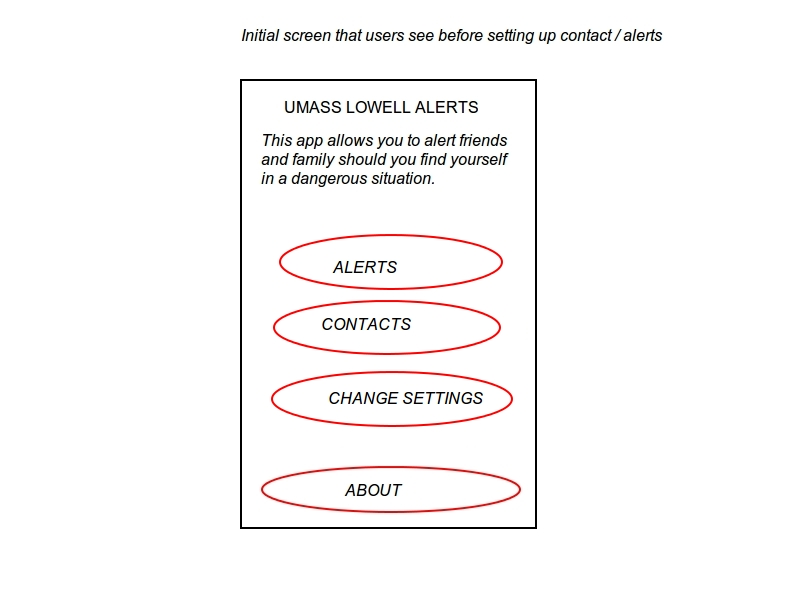 Initial screen that users see before setting up contact / alerts
UMASS LOWELL ALERTS
This app allows you to alert friends
and family should you find yourself
in a dangerous situation.
ALERTS
CONTACTS
CHANGE SETTINGS
ABOUT